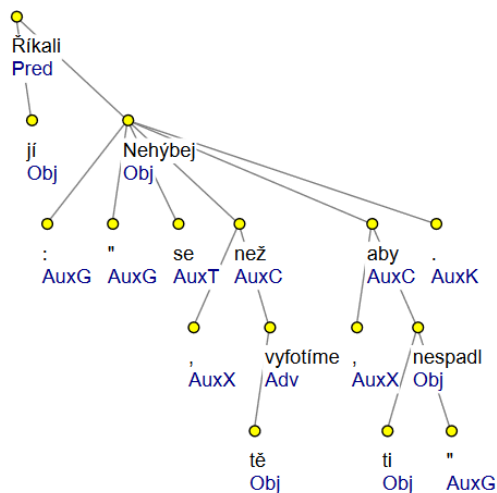 Říkali
Pred
jí Nehýbej
Obj Obj
: " se než aby .
AuxG AuxG AuxT AuxC AuxC AuxK
, vyfotíme , nespadl
AuxX Adv AuxX Obj
tě ti "
Obj Obj AuxG